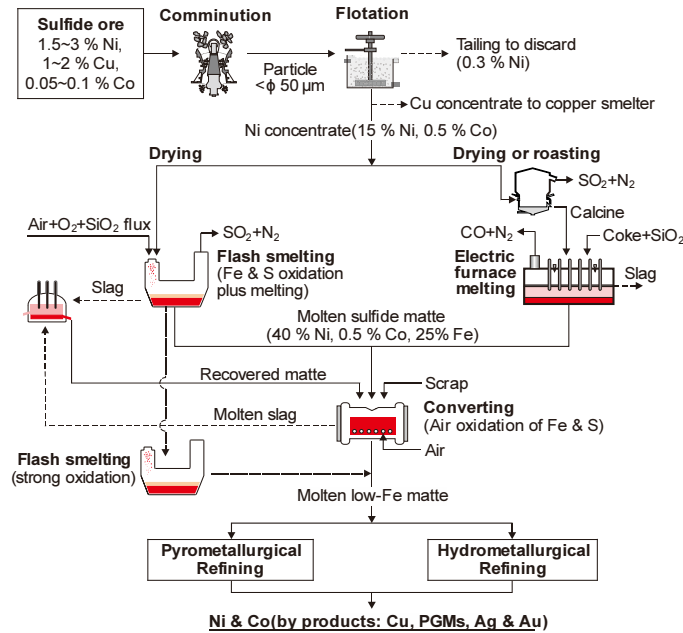 Sulfide ore
1.5~3 % Ni,
1~2 % Cu,
0.05~0.1 % Co
Comminution
Particle
<ϕ 50 μm
Flotation
Tailing to discard
(0.3 % Ni)
Cu concentrate to copper smelter
Ni concentrate(15 % Ni, 0.5 % Co)
Drying
Drying or roasting
SO2+N2
Calcine
Air+O2+SiO2 flux
SO2+N2
Flash smelting
(Fe & S oxidation
plus melting)
CO+N2
Coke+SiO2
Electric
furnace
melting
Slag
Slag
Molten sulfide matte
(40 % Ni, 0.5 % Co, 25% Fe)
Recovered matte
Scrap
Molten slag
Converting
(Air oxidation of Fe & S)
Air
Flash smelting
(strong oxidation)
Molten low-Fe matte
Pyrometallurgical
Refining
Hydrometallurgical
Refining
Ni & Co(by products: Cu, PGMs, Ag & Au)